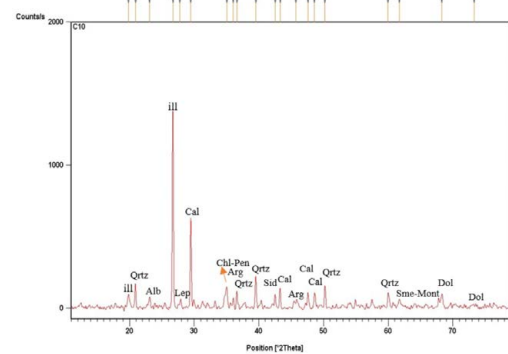 Counts/s
C10
2000
1000
0
ill
Qrtz
Alb
ill
Lep
Cal
Chl-Pen
Arg
Qrtz
Qrtz
Sid
Cal
Arg
Cal
Cal
Qrtz
Qrtz
Sme-Mont
Dol
Dol
20
30
40
50
60
70
Position [°2Theta]